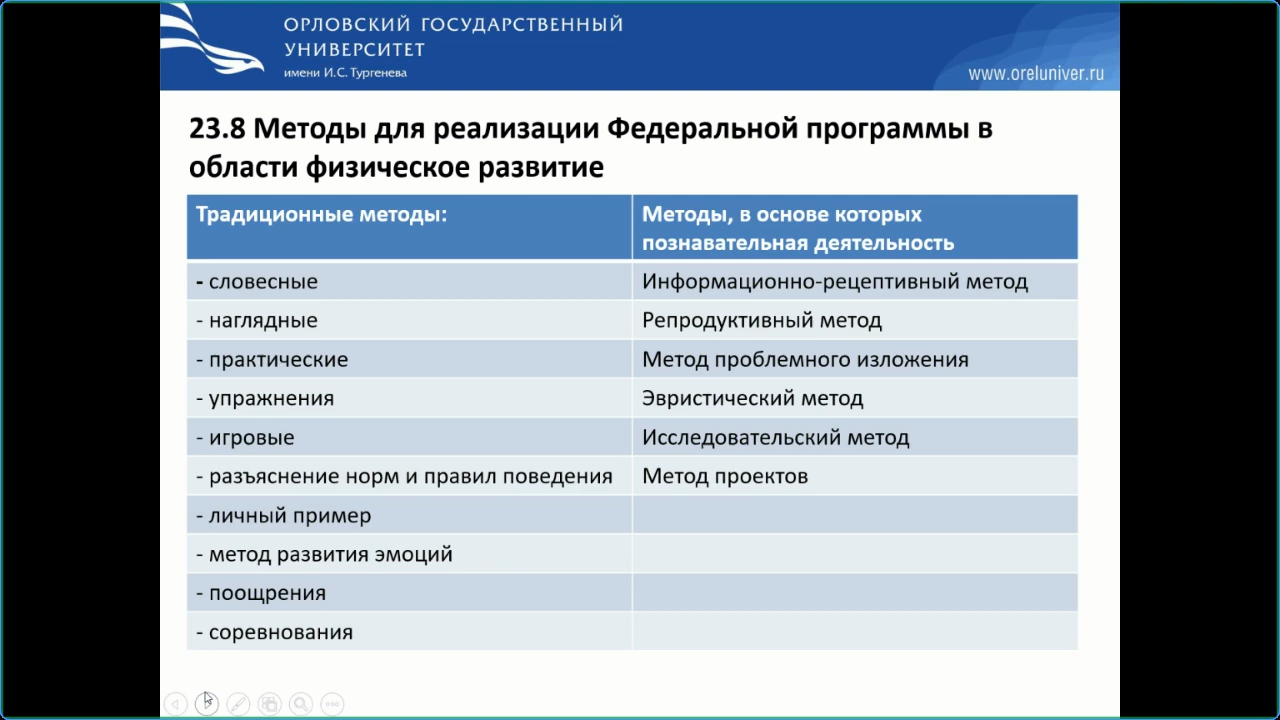 ОРЛОВСКИЙ ГОСУДАРСТВЕННЫЙ
УНИВЕРСИТЕТ
имени И.С. Тургенева
www.oreluniver.ru
23.8 Методы для реализации Федеральной программы в
области физическое развитие
Традиционные методы:
Методы, в основе которых
познавательная деятельность
- словесные
Информационно-рецептивный метод
- наглядные
Репродуктивный метод
- практические
Метод проблемного изложения
- упражнения
Эвристический метод
- игровые
Исследовательский метод
- разъяснение норм и правил поведения
Метод проектов
- личный пример
- метод развития эмоций
- поощрения
- соревнования